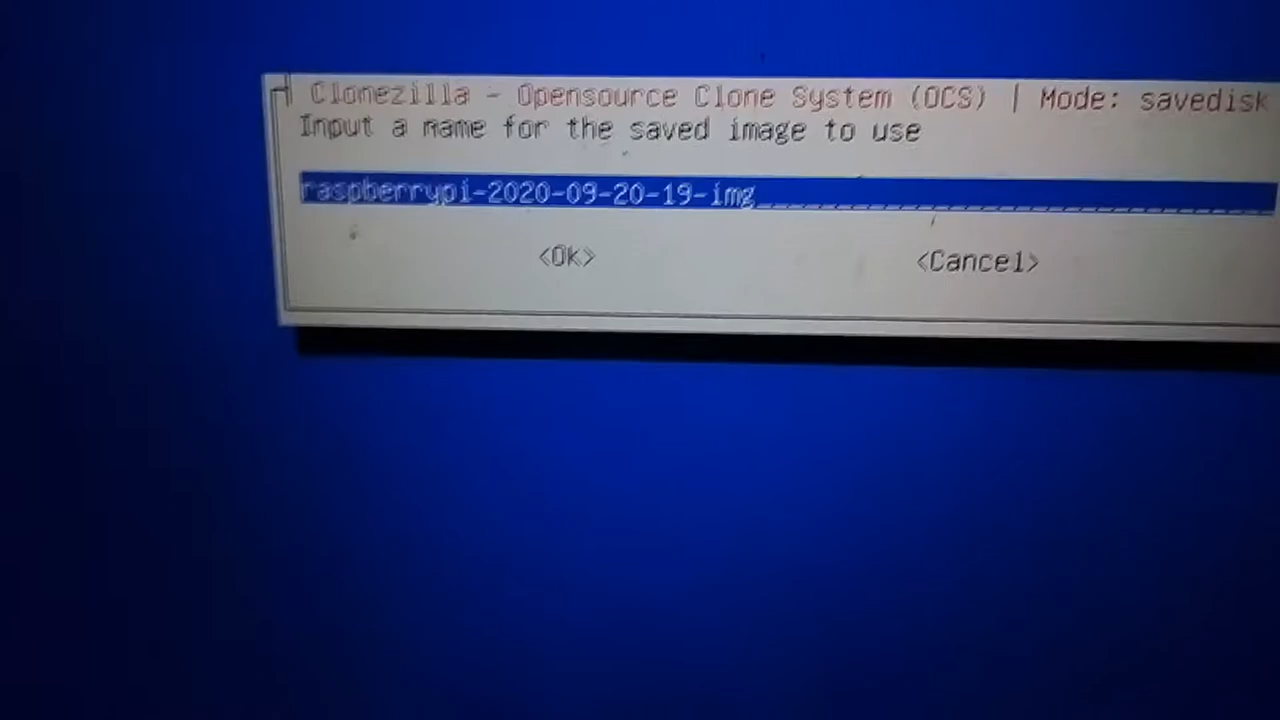 Clonezilla - Opensource Clone System (OCS) | Mode: savedisk
Input a name for the saved image to use
raspberrypi-2020-09-20-19-img
<Ok> <Cancel>